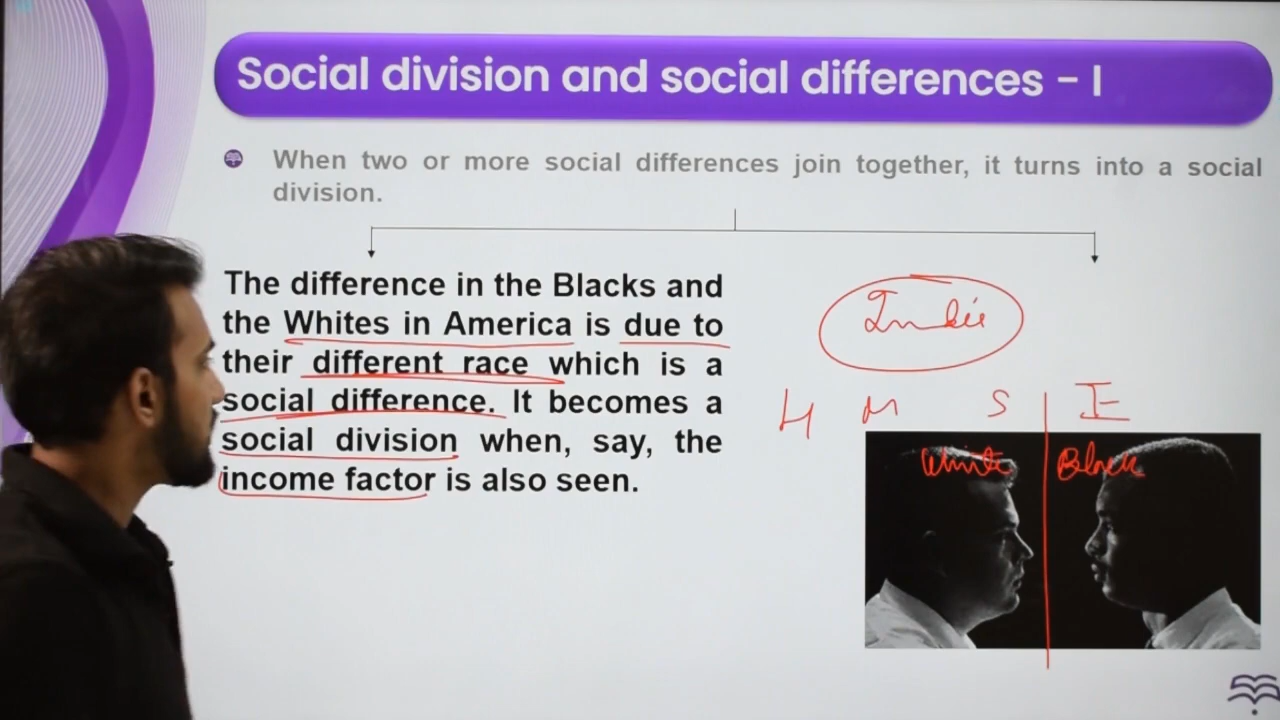 Social division and social differences - I
When two or more social differences join together, it turns into a social
division.
The difference in the Blacks and
the Whites in America is due to
their different race which is a
social difference. It becomes a
social division when, say, the
income factor is also seen.
India
H M S I
White Black